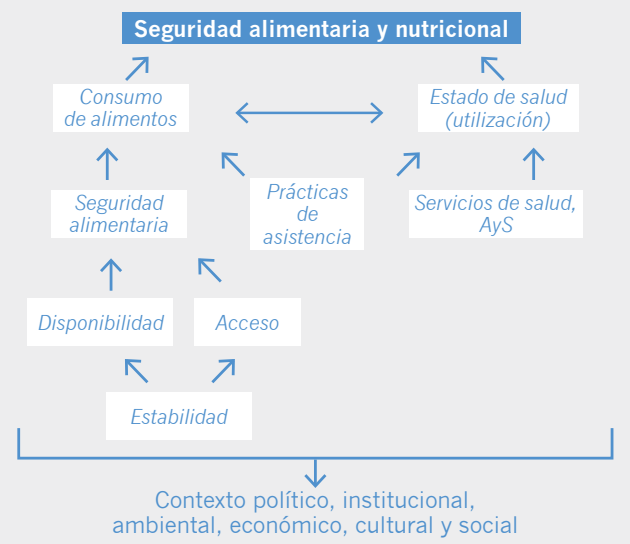 Seguridad alimentaria y nutricional
Consumo
de alimentos
Estado de salud
(utilización)
Seguridad
alimentaria
Prácticas
de
asistencia
Servicios de salud,
AyS
Disponibilidad
Acceso
Estabilidad
Contexto político, institucional,
ambiental, económico, cultural y social